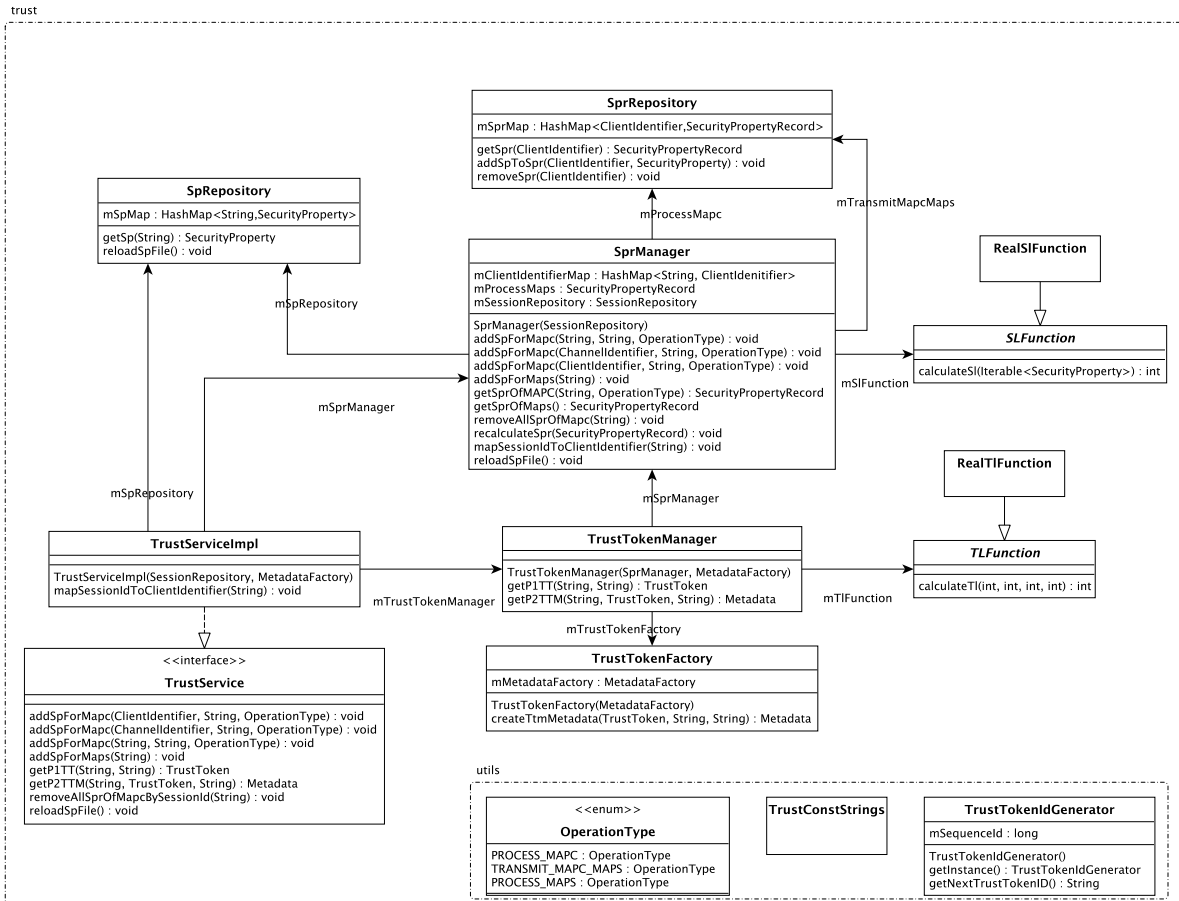 trust
SprRepository
mSprMap : HashMap<ClientIdentifier,SecurityPropertyRecord>
getSpr(ClientIdentifier) : SecurityPropertyRecord
addSpToSpr(ClientIdentifier, SecurityProperty) : void
removeSpr(ClientIdentifier) : void
SpRepository
mSpMap : HashMap<String,SecurityProperty>
getSp(String) : SecurityProperty
reloadSpFile() : void
mProcessMapc
mTransmitMapcMaps
SprManager
mClientIdentifierMap : HashMap<String, ClientIdenitifier>
mProcessMaps : SecurityPropertyRecord
mSessionRepository : SessionRepository
SprManager(SessionRepository)
addSpForMapc(String, String, OperationType) : void
addSpForMapc(ChannelIdentifier, String, OperationType) : void
addSpForMapc(ClientIdentifier, String, OperationType) : void
addSpForMaps(String) : void
getSprOfMAPC(String, OperationType) : SecurityPropertyRecord
getSprOfMaps() : SecurityPropertyRecord
removeAllSprOfMapc(String) : void
recalculateSpr(SecurityPropertyRecord) : void
mapSessionIdToClientIdentifier(String) : void
reloadSpFile() : void
RealSlFunction
mSpRepository
SLFunction
calculateSl(Iterable<SecurityProperty>) : int
mSlFunction
mSprManager
RealTlFunction
mSpRepository
mSprManager
TrustServiceImpl
TrustServiceImpl(SessionRepository, MetadataFactory)
mapSessionIdToClientIdentifier(String) : void
TrustTokenManager
TrustTokenManager(SprManager, MetadataFactory)
getP1TT(String, String) : TrustToken
getP2TTM(String, TrustToken, String) : Metadata
TLFunction
calculateTl(int, int, int, int) : int
mTrustTokenManager
mTlFunction
mTrustTokenFactory
<<interface>>
TrustService
addSpForMapc(ClientIdentifier, String, OperationType) : void
addSpForMapc(ChannelIdentifier, String, OperationType) : void
addSpForMapc(String, String, OperationType) : void
addSpForMaps(String) : void
getP1TT(String, String) : TrustToken
getP2TTM(String, TrustToken, String) : Metadata
removeAllSprOfMapcBySessionId(String) : void
reloadSpFile() : void
TrustTokenFactory
mMetadataFactory : MetadataFactory
TrustTokenFactory(MetadataFactory)
createTtmMetadata(TrustToken, String, String) : Metadata
utils
<<enum>>
OperationType
PROCESS_MAPC : OperationType
TRANSMIT_MAPC_MAPS : OperationType
PROCESS_MAPS : OperationType
TrustConstStrings
TrustTokenIdGenerator
mSequenceId : long
TrustTokenIdGenerator()
getInstance() : TrustTokenIdGenerator
getNextTrustTokenID() : String